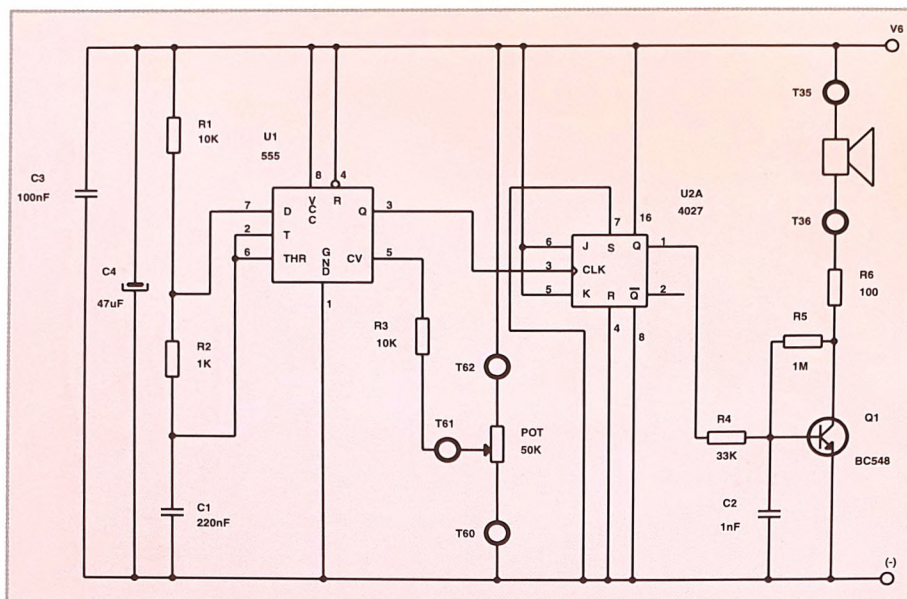 V6
T35
R1
10K
U1
555
C3
100nF
8
4
V
C
C
R
7
D
Q
3
2
T
6
THR
G
N
D
CV
5
1
U2A
4027
7
16
6
J
S
Q
1
3
CLK
5
K
R
Q
2
4
8
T36
R6
100
C4
47uF
R2
1K
R3
10K
T62
R5
1M
T61
POT
50K
R4
33K
Q1
BC548
C1
220nF
T60
C2
1nF
(-)